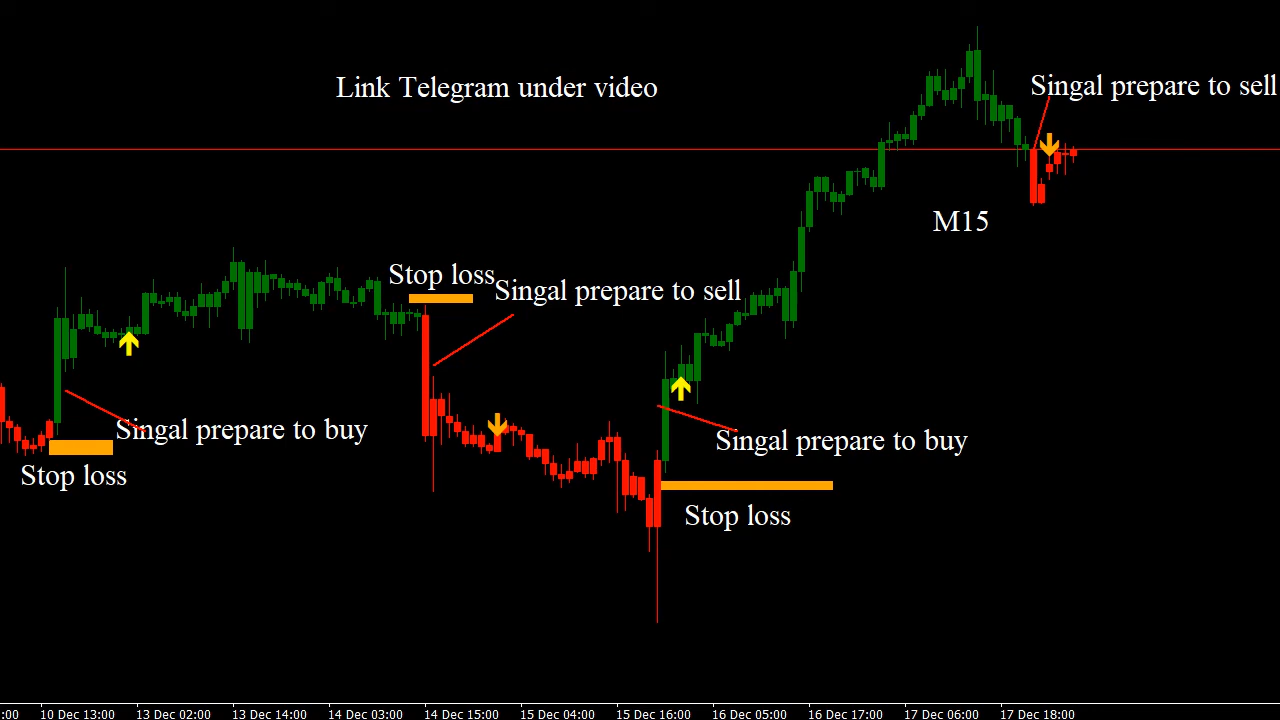 Link Telegram under video
Singal prepare to sell
M15
Stop loss
Singal prepare to sell
Singal prepare to buy
Stop loss
Singal prepare to buy
Stop loss
:00 10 Dec 13:00 13 Dec 02:00 13 Dec 14:00 14 Dec 03:00 14 Dec 15:00 15 Dec 04:00 15 Dec 16:00 16 Dec 05:00 16 Dec 17:00 17 Dec 06:00 17 Dec 18:00